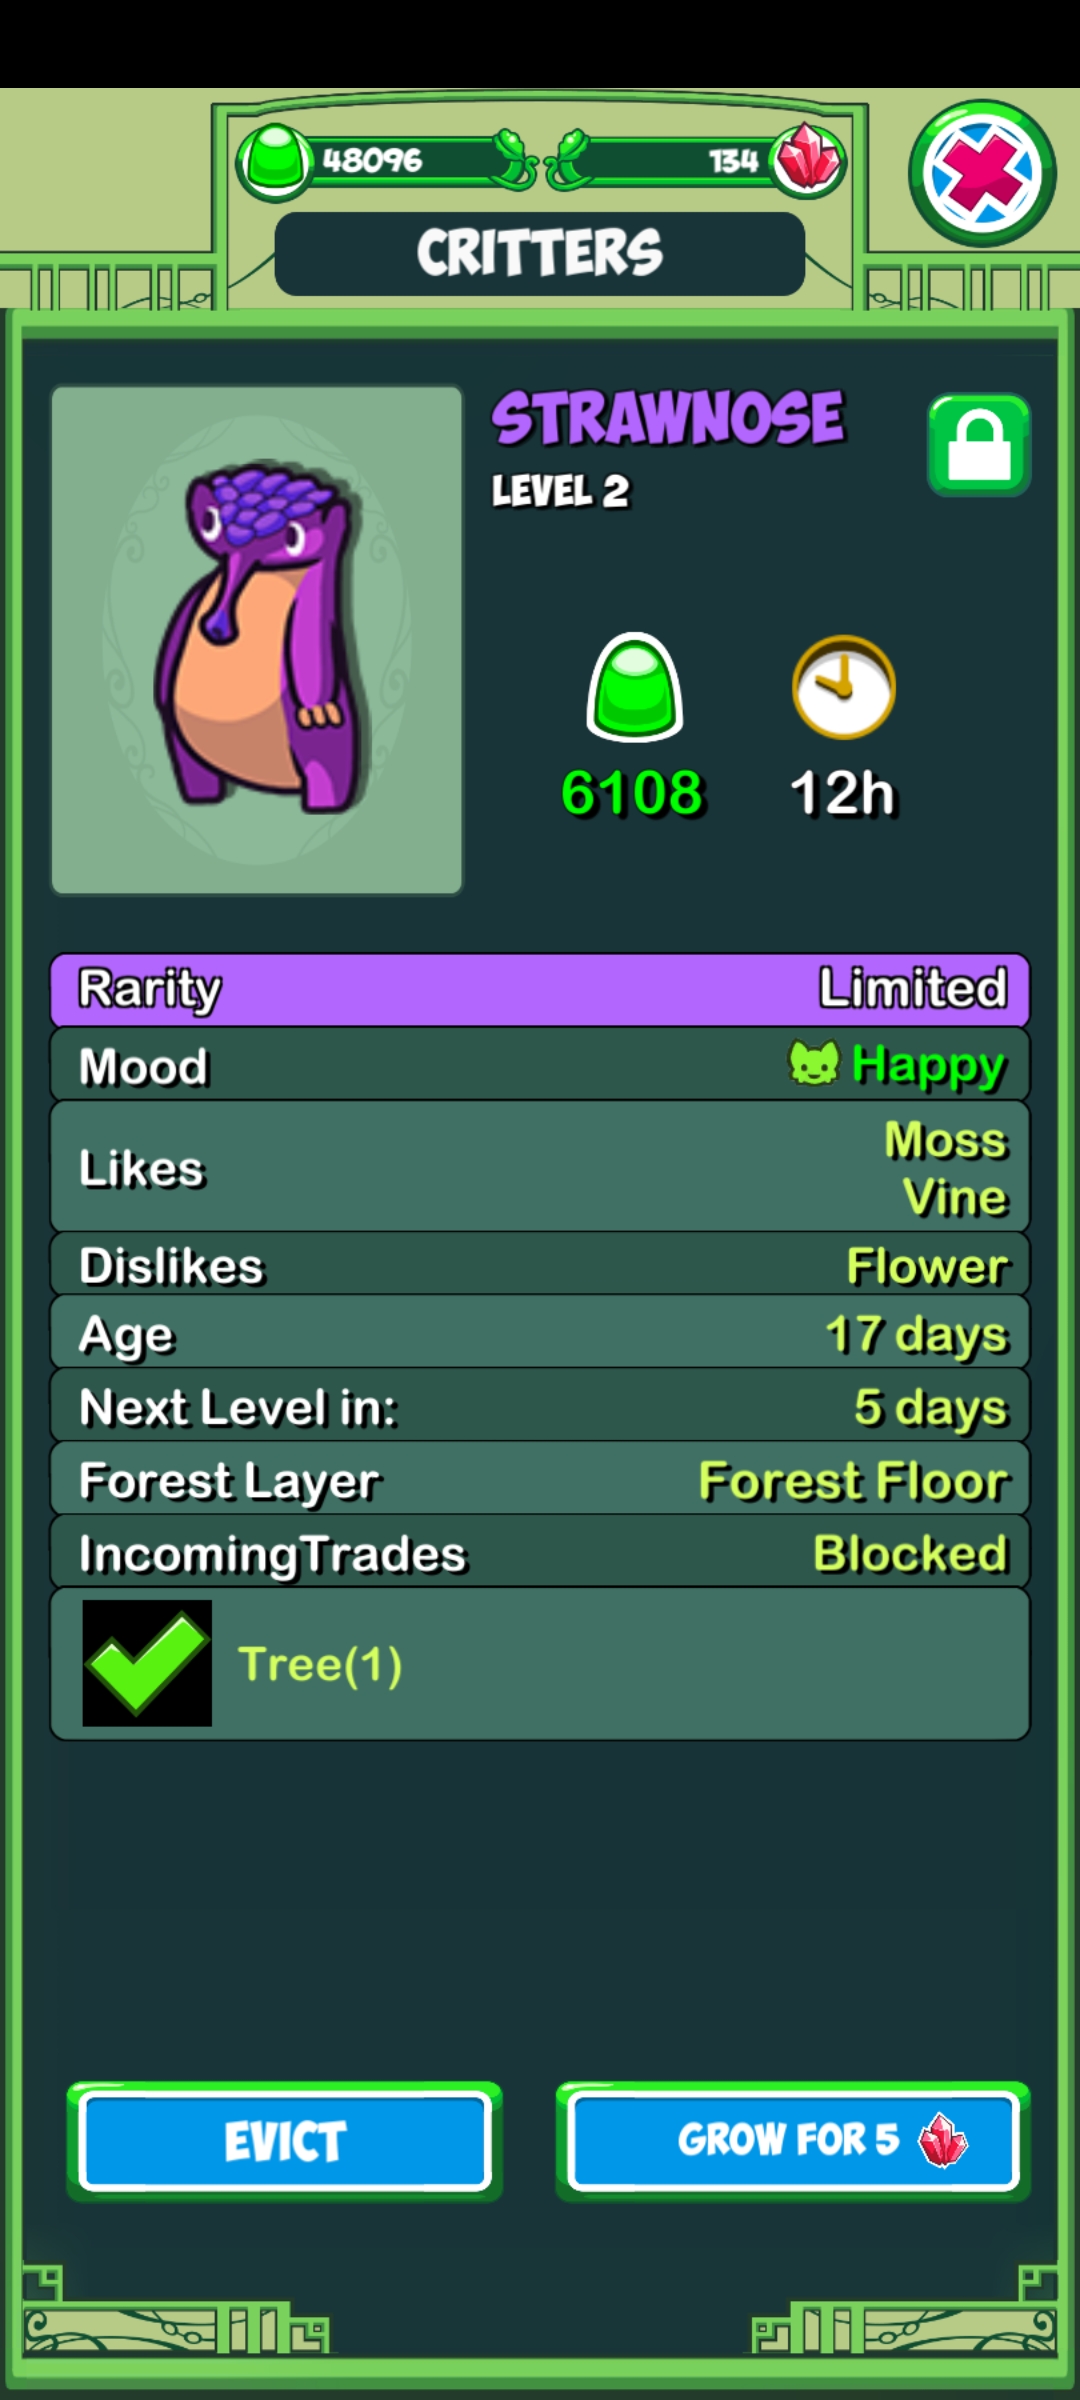 48096
134
CRITTERS
STRAWNOSE
LEVEL 2
6108
12h
Rarity Limited
Mood Happy
Likes Moss
Vine
Dislikes Flower
Age 17 days
Next Level in: 5 days
Forest Layer Forest Floor
IncomingTrades Blocked
Tree(1)
EVICT
GROW FOR 5